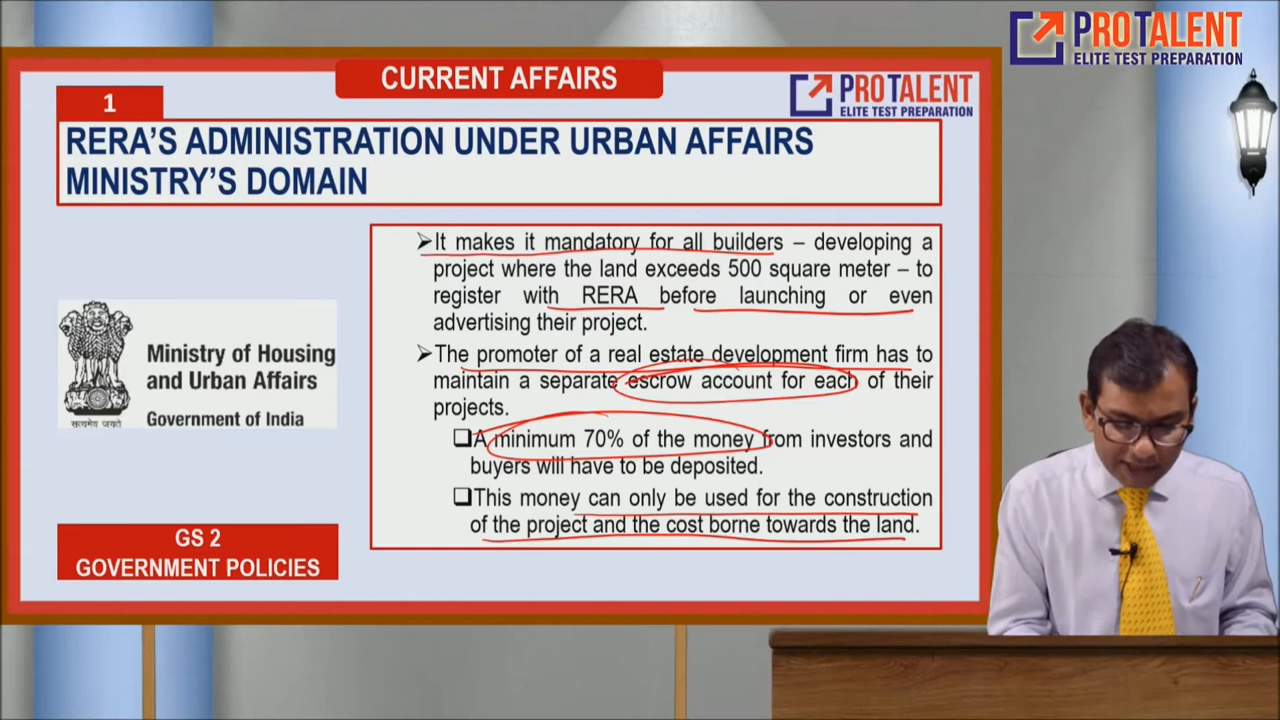 PROTALENT
ELITE TEST PREPARATION
CURRENT AFFAIRS
PROTALENT
ELITE TEST PREPARATION
1
RERA'S ADMINISTRATION UNDER URBAN AFFAIRS
MINISTRY'S DOMAIN
➤It makes it mandatory for all builders – developing a
project where the land exceeds 500 square meter – to
register with RERA before launching or even
advertising their project.
➤The promoter of a real estate development firm has to
maintain a separate escrow account for each of their
projects.
❑A minimum 70% of the money from investors and
buyers will have to be deposited.
❑This money can only be used for the construction
of the project and the cost borne towards the land.
Ministry of Housing
and Urban Affairs
Government of India
सत्यमेव जयते
GS 2
GOVERNMENT POLICIES